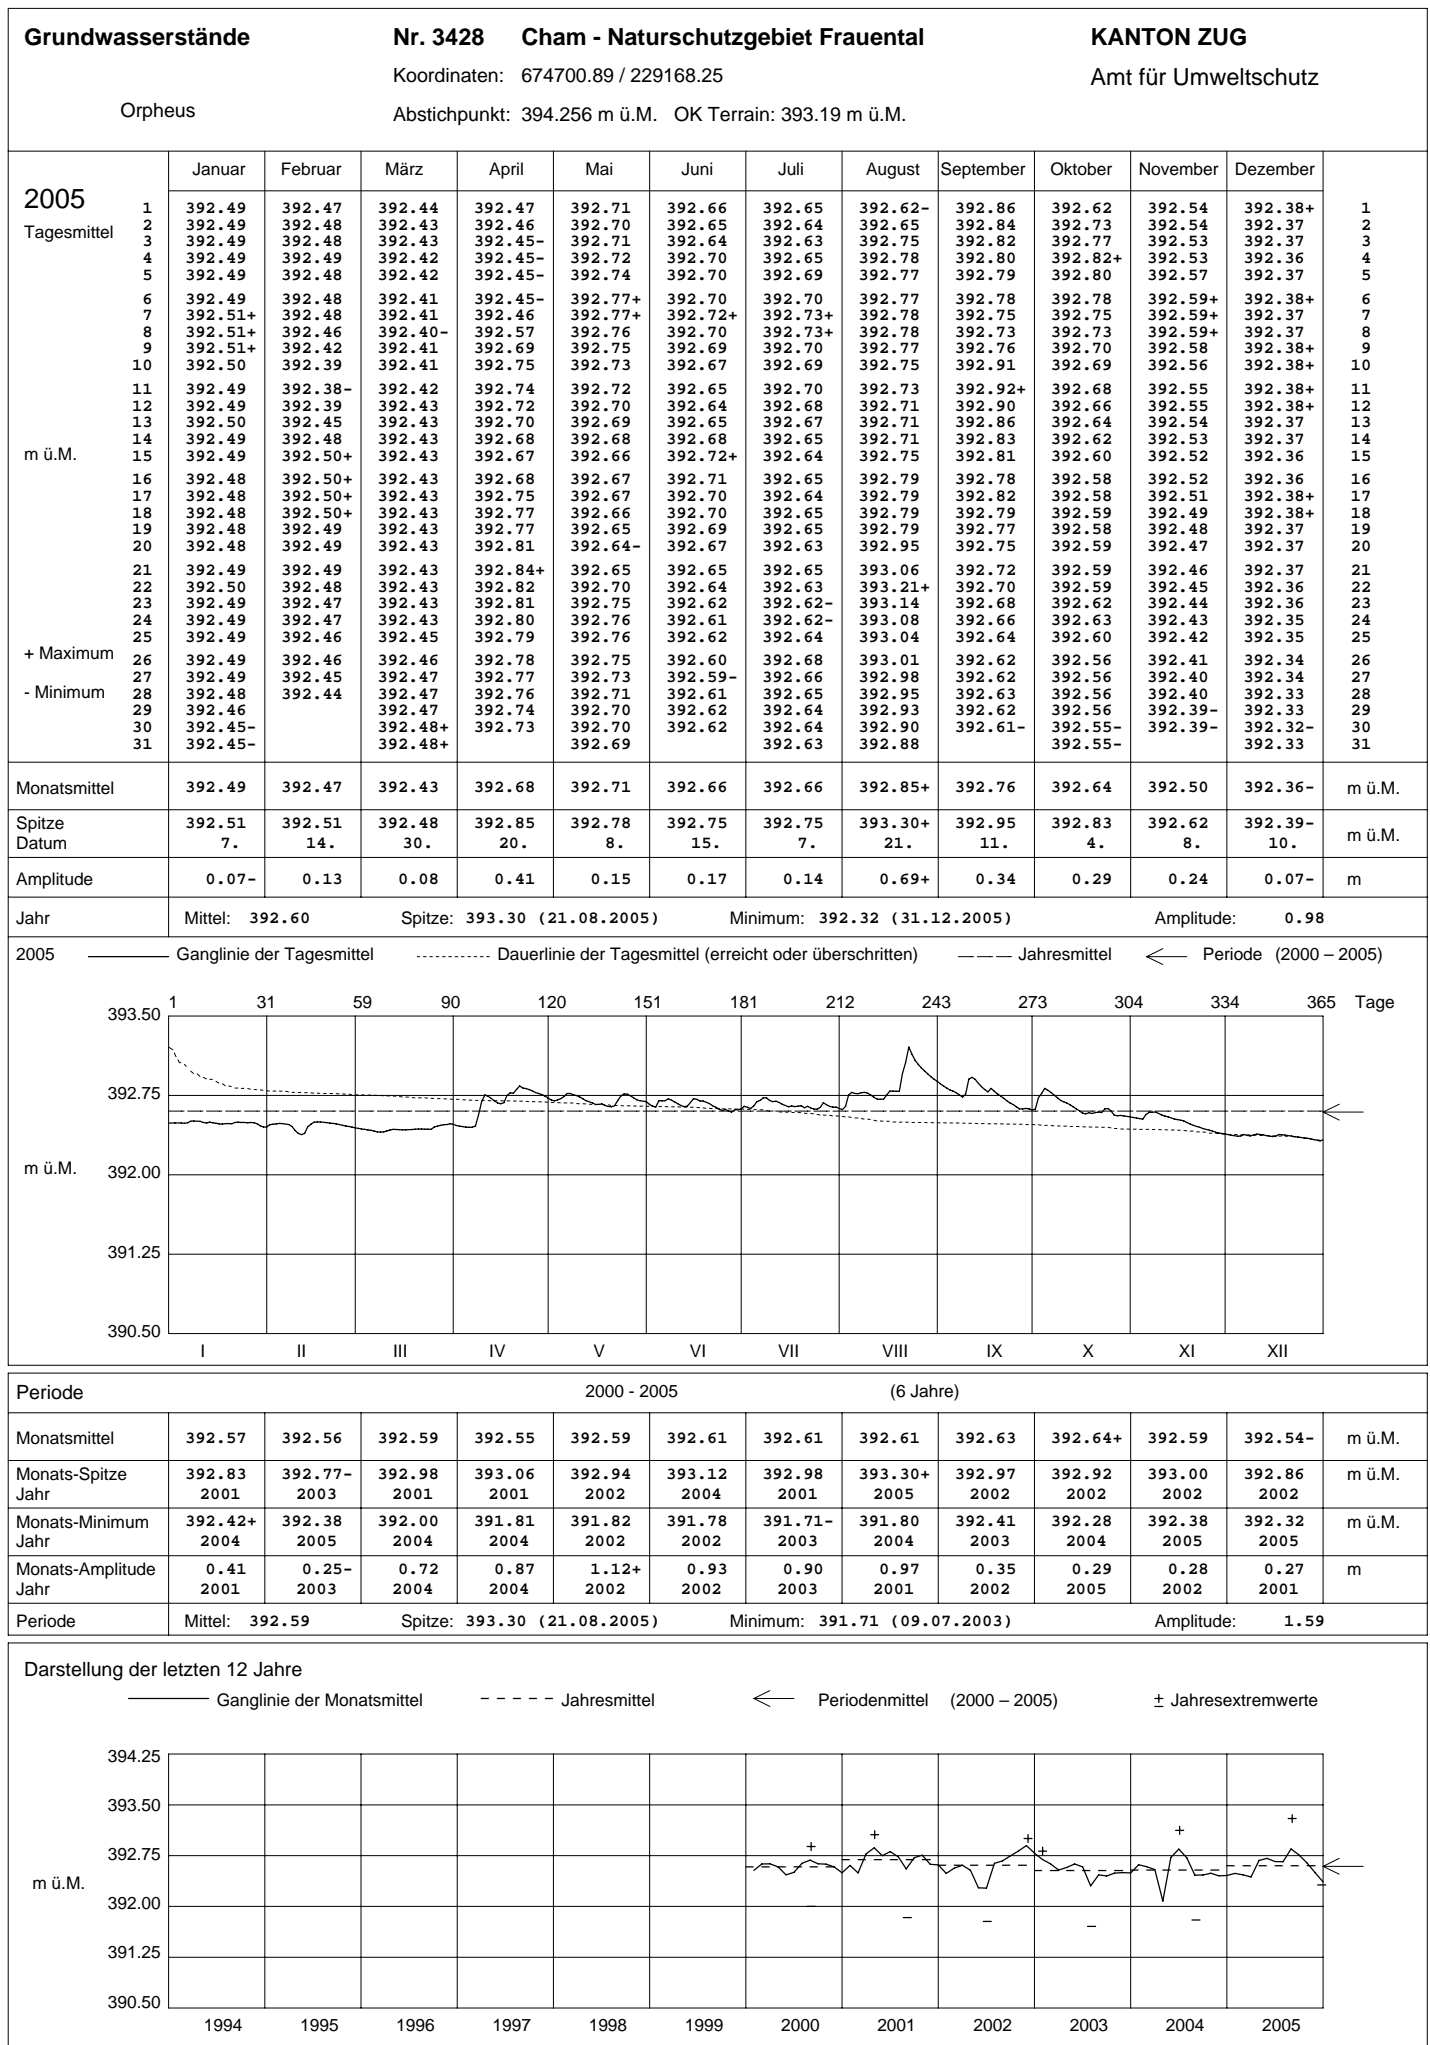 Grundwasserstände Nr. 3428 Cham - Naturschutzgebiet Frauental KANTON ZUG
Koordinaten: 674700.89 / 229168.25 Amt für Umweltschutz
Orpheus Abstichpunkt: 394.256 m ü.M. OK Terrain: 393.19 m ü.M.
Januar Februar März April Mai Juni Juli August September Oktober November Dezember
2005
Tagesmittel
m ü.M.
+ Maximum
- Minimum
1 392.49 392.47 392.44 392.47 392.71 392.66 392.65 392.62- 392.86 392.62 392.54 392.38+ 1
2 392.49 392.48 392.43 392.46 392.70 392.65 392.64 392.65 392.84 392.73 392.54 392.37 2
3 392.49 392.48 392.43 392.45- 392.71 392.64 392.63 392.75 392.82 392.77 392.53 392.37 3
4 392.49 392.49 392.42 392.45- 392.72 392.70 392.65 392.78 392.80 392.82+ 392.53 392.36 4
5 392.49 392.48 392.42 392.45- 392.74 392.70 392.69 392.77 392.79 392.80 392.57 392.37 5
6 392.49 392.48 392.41 392.45- 392.77+ 392.70 392.70 392.77 392.78 392.78 392.59+ 392.38+ 6
7 392.51+ 392.48 392.41 392.46 392.77+ 392.72+ 392.73+ 392.78 392.75 392.75 392.59+ 392.37 7
8 392.51+ 392.46 392.40- 392.57 392.76 392.70 392.73+ 392.78 392.73 392.73 392.59+ 392.37 8
9 392.51+ 392.42 392.41 392.69 392.75 392.69 392.70 392.77 392.76 392.70 392.58 392.38+ 9
10 392.50 392.39 392.41 392.75 392.73 392.67 392.69 392.75 392.91 392.69 392.56 392.38+ 10
11 392.49 392.38- 392.42 392.74 392.72 392.65 392.70 392.73 392.92+ 392.68 392.55 392.38+ 11
12 392.49 392.39 392.43 392.72 392.70 392.64 392.68 392.71 392.90 392.66 392.55 392.38+ 12
13 392.50 392.45 392.43 392.70 392.69 392.65 392.67 392.71 392.86 392.64 392.54 392.37 13
14 392.49 392.48 392.43 392.68 392.68 392.68 392.65 392.71 392.83 392.62 392.53 392.37 14
15 392.49 392.50+ 392.43 392.67 392.66 392.72+ 392.64 392.75 392.81 392.60 392.52 392.36 15
16 392.48 392.50+ 392.43 392.68 392.67 392.71 392.65 392.79 392.78 392.58 392.52 392.36 16
17 392.48 392.50+ 392.43 392.75 392.67 392.70 392.64 392.79 392.82 392.58 392.51 392.38+ 17
18 392.48 392.50+ 392.43 392.77 392.66 392.70 392.65 392.79 392.79 392.59 392.49 392.38+ 18
19 392.48 392.49 392.43 392.77 392.65 392.69 392.65 392.79 392.77 392.58 392.48 392.37 19
20 392.48 392.49 392.43 392.81 392.64- 392.67 392.63 392.95 392.75 392.59 392.47 392.37 20
21 392.49 392.49 392.43 392.84+ 392.65 392.65 392.65 393.06 392.72 392.59 392.46 392.37 21
22 392.50 392.48 392.43 392.82 392.70 392.64 392.63 393.21+ 392.70 392.59 392.45 392.36 22
23 392.49 392.47 392.43 392.81 392.75 392.62 392.62- 393.14 392.68 392.62 392.44 392.36 23
24 392.49 392.47 392.43 392.80 392.76 392.61 392.62- 393.08 392.66 392.63 392.43 392.35 24
25 392.49 392.46 392.45 392.79 392.76 392.62 392.64 393.04 392.64 392.60 392.42 392.35 25
26 392.49 392.46 392.46 392.78 392.75 392.60 392.68 393.01 392.62 392.56 392.41 392.34 26
27 392.49 392.45 392.47 392.77 392.73 392.59- 392.66 392.98 392.62 392.56 392.40 392.34 27
28 392.48 392.44 392.47 392.76 392.71 392.61 392.65 392.95 392.63 392.56 392.40 392.33 28
29 392.46 392.47 392.74 392.70 392.62 392.64 392.93 392.62 392.56 392.39- 392.33 29
30 392.45- 392.48+ 392.73 392.70 392.62 392.64 392.90 392.61- 392.55- 392.39- 392.32- 30
31 392.45- 392.48+ 392.69 392.63 392.88 392.55- 392.33 31
Monatsmittel 392.49 392.47 392.43 392.68 392.71 392.66 392.66 392.85+ 392.76 392.64 392.50 392.36- m ü.M.
Spitze 392.51 392.51 392.48 392.85 392.78 392.75 392.75 393.30+ 392.95 392.83 392.62 392.39- m ü.M.
Datum 7. 14. 30. 20. 8. 15. 7. 21. 11. 4. 8. 10.
Amplitude 0.07- 0.13 0.08 0.41 0.15 0.17 0.14 0.69+ 0.34 0.29 0.24 0.07- m
Jahr Mittel: 392.60 Spitze: 393.30 (21.08.2005) Minimum: 392.32 (31.12.2005) Amplitude: 0.98
2005 Ganglinie der Tagesmittel Dauerlinie der Tagesmittel (erreicht oder überschritten) Jahresmittel Periode (2000 – 2005)
1 31 59 90 120 151 181 212 243 273 304 334 365 Tage
393.50
392.75
m ü.M. 392.00
391.25
390.50
I II III IV V VI VII VIII IX X XI XII
Periode 2000 - 2005 (6 Jahre)
Monatsmittel 392.57 392.56 392.59 392.55 392.59 392.61 392.61 392.61 392.63 392.64+ 392.59 392.54- m ü.M.
Monats-Spitze 392.83 392.77- 392.98 393.06 392.94 393.12 392.98 393.30+ 392.97 392.92 393.00 392.86 m ü.M.
Jahr 2001 2003 2001 2001 2002 2004 2001 2005 2002 2002 2002 2002
Monats-Minimum 392.42+ 392.38 392.00 391.81 391.82 391.78 391.71- 391.80 392.41 392.28 392.38 392.32 m ü.M.
Jahr 2004 2005 2004 2004 2002 2002 2003 2004 2003 2004 2005 2005
Monats-Amplitude 0.41 0.25- 0.72 0.87 1.12+ 0.93 0.90 0.97 0.35 0.29 0.28 0.27 m
Jahr 2001 2003 2004 2004 2002 2002 2003 2001 2002 2005 2002 2001
Periode Mittel: 392.59 Spitze: 393.30 (21.08.2005) Minimum: 391.71 (09.07.2003) Amplitude: 1.59
Darstellung der letzten 12 Jahre
Ganglinie der Monatsmittel Jahresmittel Periodenmittel (2000 – 2005) ± Jahresextremwerte
394.25
393.50
392.75
m ü.M.
392.00
391.25
390.50
1994 1995 1996 1997 1998 1999 2000 2001 2002 2003 2004 2005